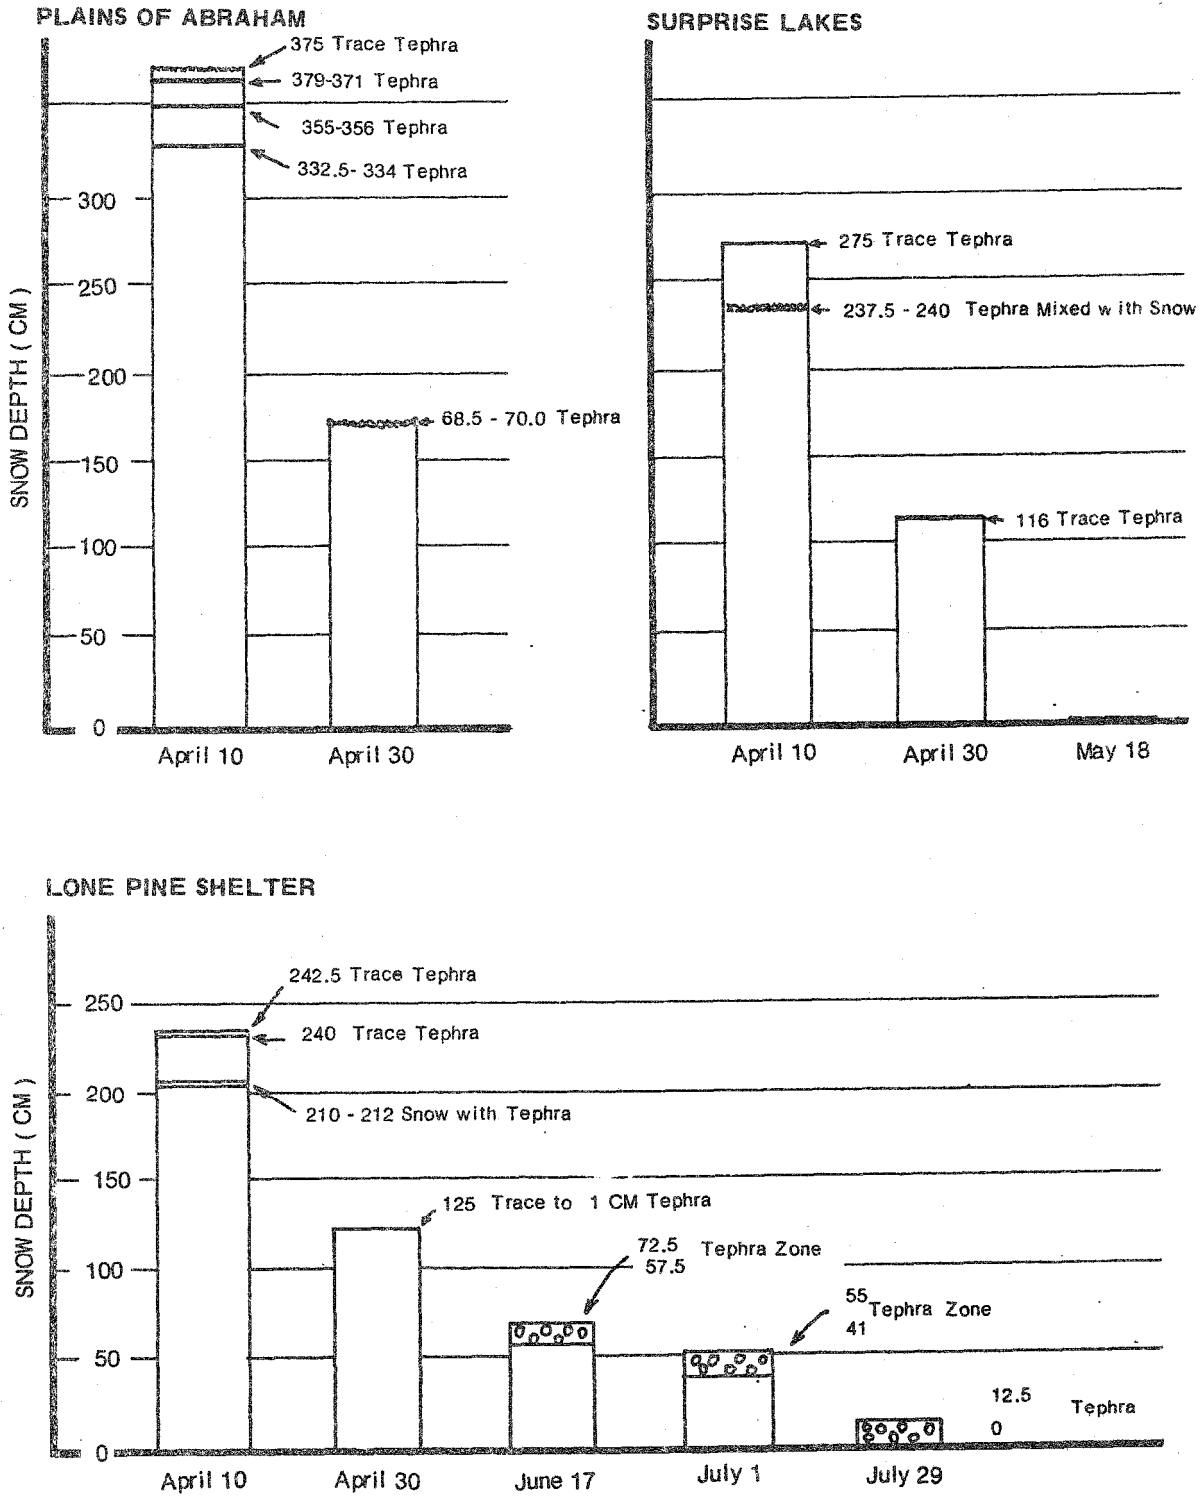 PLAINS OF ABRAHAM
375 Trace Tephra
379-371 Tephra
355-356 Tephra
332.5- 334 Tephra
300
250
200
68.5 - 70.0 Tephra
150
100
50
0
SNOW DEPTH ( CM )
April 10 April 30
SURPRISE LAKES
275 Trace Tephra
237.5 - 240 Tephra Mixed with Snow
116 Trace Tephra
April 10 April 30 May 18
LONE PINE SHELTER
242.5 Trace Tephra
250
240 Trace Tephra
200
210 - 212 Snow with Tephra
150
125 Trace to 1 CM Tephra
72.5 Tephra Zone
57.5
100
55 Tephra Zone
41
50
12.5 Tephra
0
0
SNOW DEPTH ( CM )
April 10 April 30 June 17 July 1 July 29